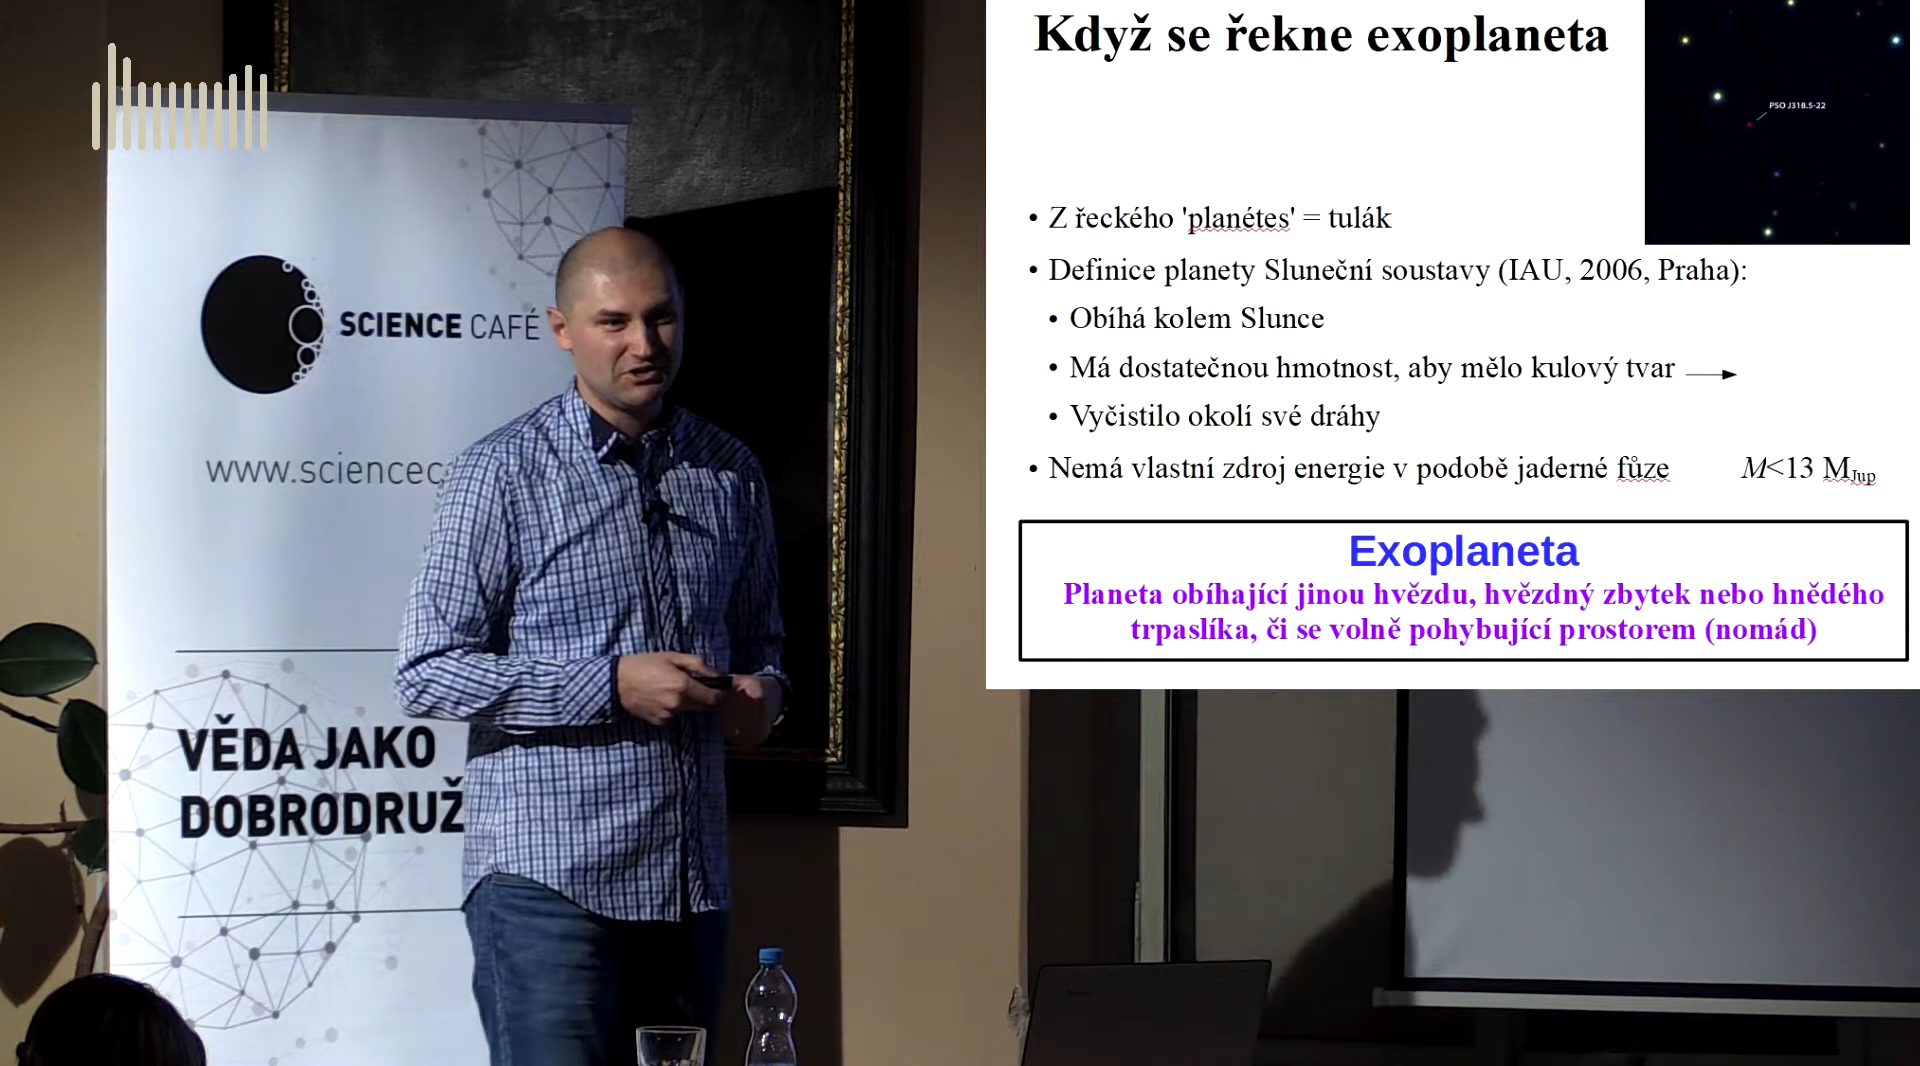 SCIENCE CAFÉ
VĚDA JAKO
Když se řekne exoplaneta
PSO J318.5-22
• Z řeckého 'planétes' = tulák
• Definice planety Sluneční soustavy (IAU, 2006, Praha):
• Obíhá kolem Slunce
• Má dostatečnou hmotnost, aby mělo kulový tvar
• Vyčistilo okolí své dráhy
• Nemá vlastní zdroj energie v podobě jaderné fůze M<13 MJup
Exoplaneta
Planeta obíhající jinou hvězdu, hvězdný zbytek nebo hnědého
trpaslíka, či se volně pohybující prostorem (nomád)